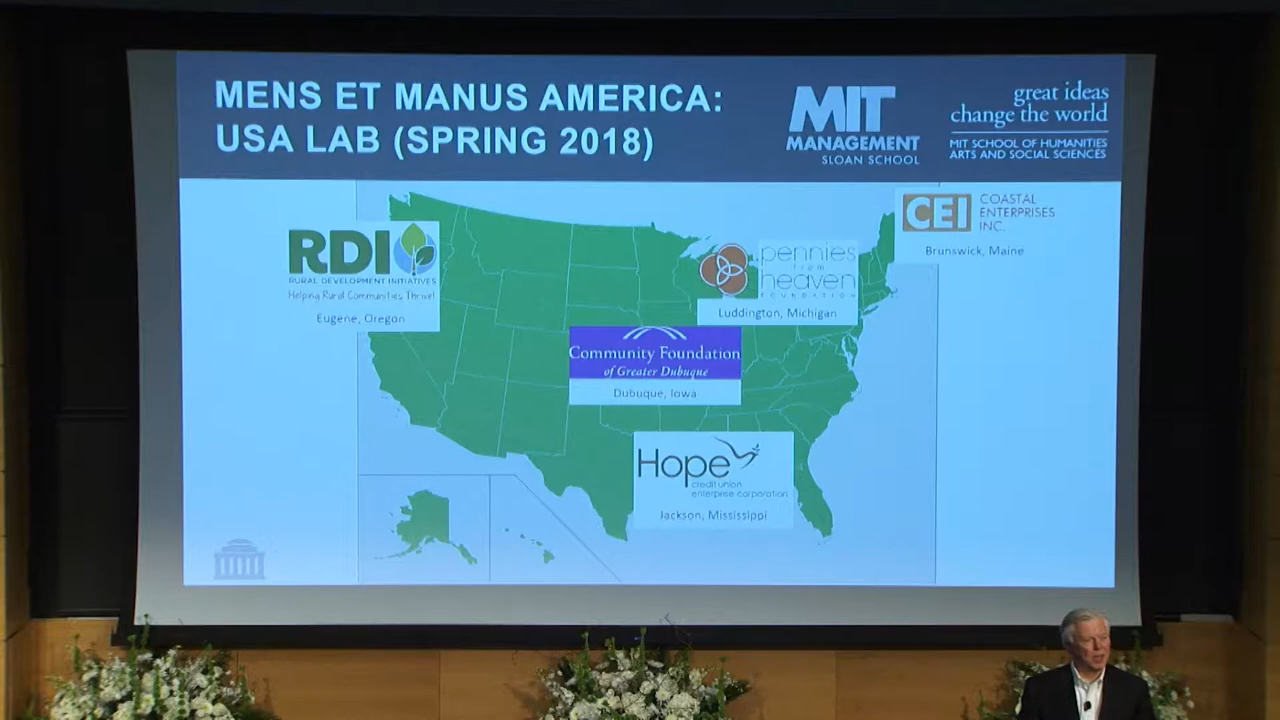 MENS ET MANUS AMERICA:
USA LAB (SPRING 2018)
MIT
MANAGEMENT
SLOAN SCHOOL
great ideas
change the world
MIT SCHOOL OF HUMANITIES
ARTS AND SOCIAL SCIENCES
CEI
COASTAL
ENTERPRISES
INC.
Brunswick, Maine
RDI
RURAL DEVELOPMENT INITIATIVES
Helping Rural Communities Thrive!
Eugene, Oregon
pennies
from
heaven
FOUNDATION
Luddington, Michigan
Community Foundation
of Greater Dubuque
Dubuque, Iowa
Hope
credit union
enterprise corporation
Jackson, Mississippi